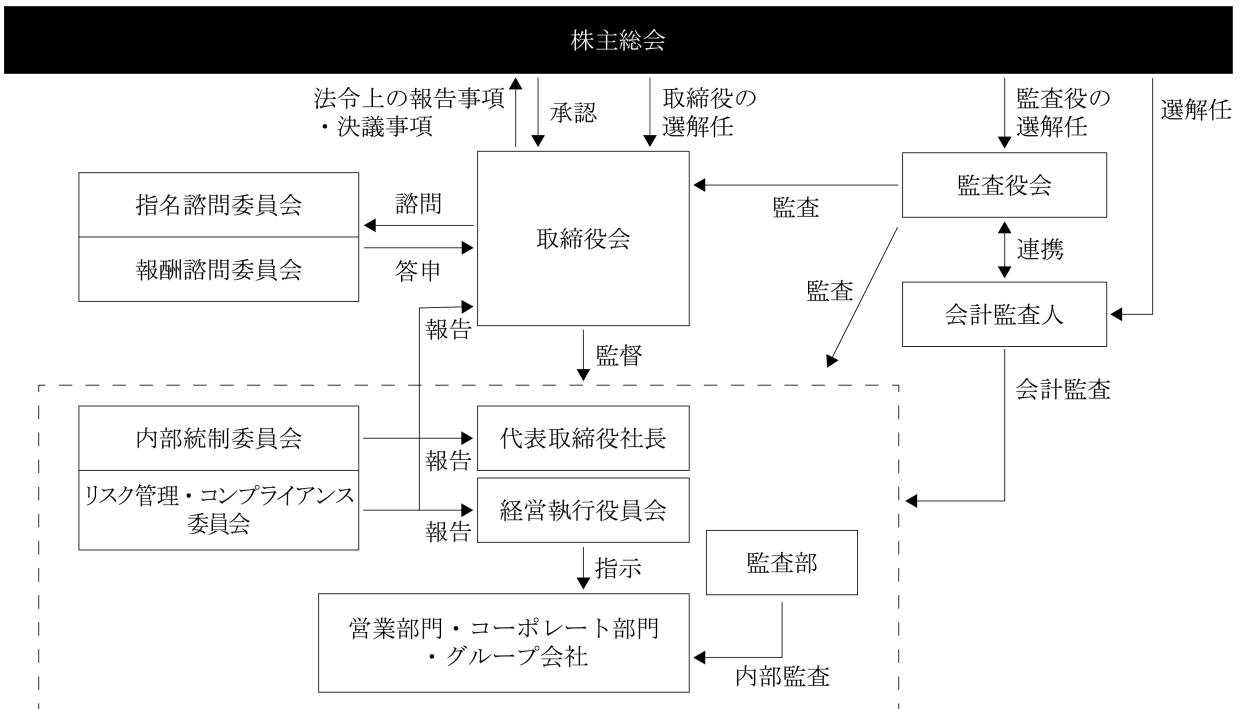 株主総会
法令上の報告事項
・決議事項
承認
取締役の
選解任
監査役の
選解任
選解任
指名諮問委員会
報酬諮問委員会
諮問
答申
取締役会
監査
監査役会
連携
会計監査人
監査
報告
監督
会計監査
内部統制委員会
リスク管理・コンプライアンス
委員会
報告
代表取締役社長
報告
経営執行役員会
指示
監査部
営業部門・コーポレート部門
・グループ会社
内部監査